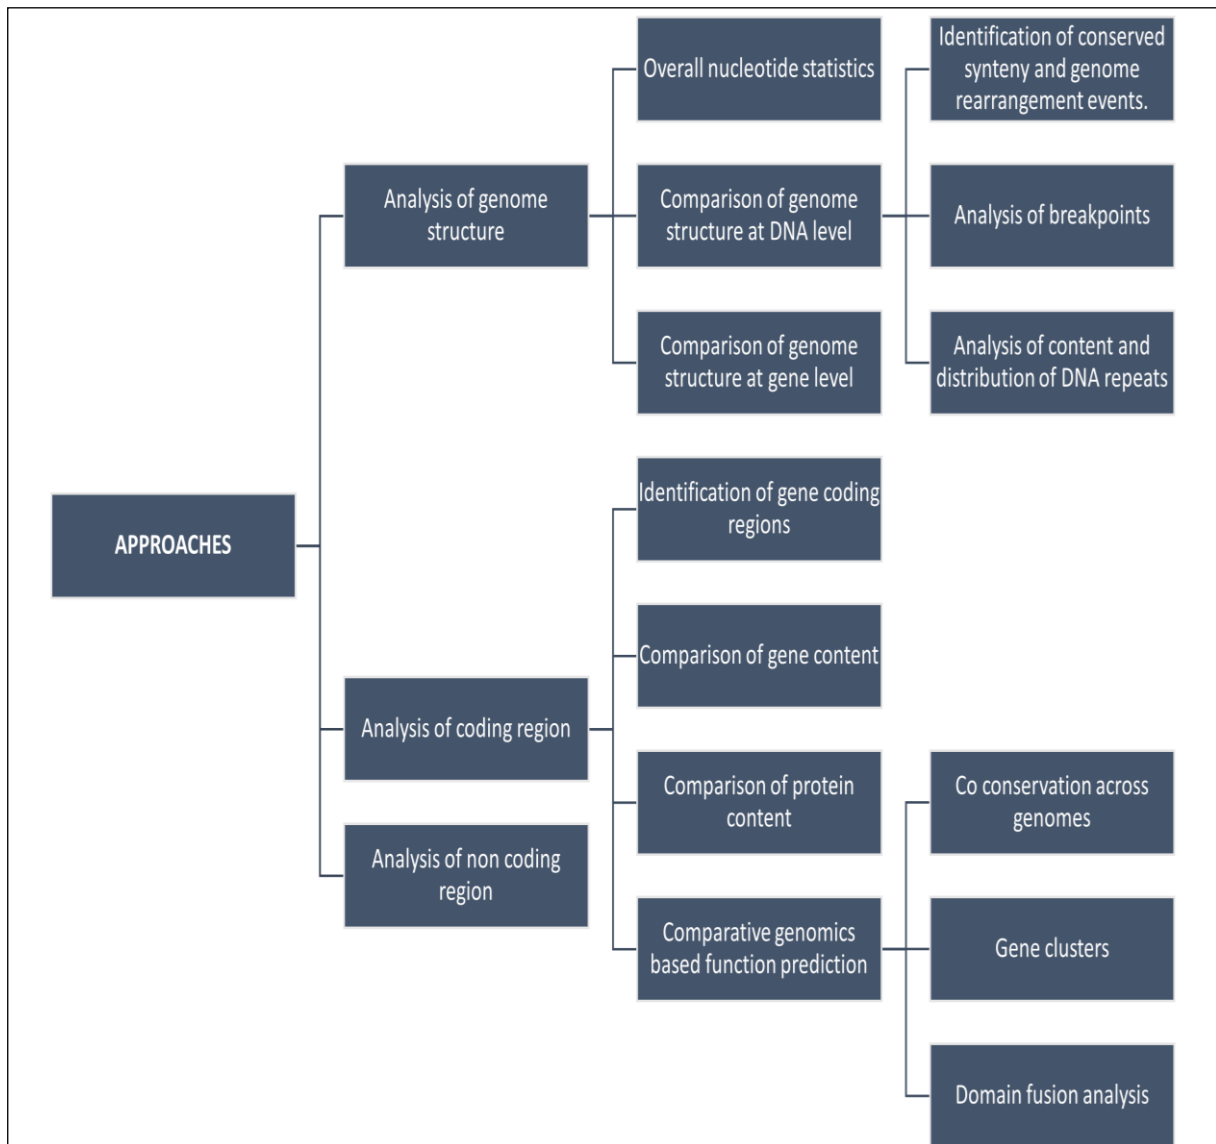 APPROACHES
Analysis of genome
structure
Overall nucleotide statistics
Comparison of genome
structure at DNA level
Identification of conserved
synteny and genome
rearrangement events.
Analysis of breakpoints
Analysis of content and
distribution of DNA repeats
Comparison of genome
structure at gene level
Analysis of coding region
Identification of gene coding
regions
Comparison of gene content
Comparison of protein
content
Comparative genomics
based function prediction
Co conservation across
genomes
Gene clusters
Domain fusion analysis
Analysis of non coding
region